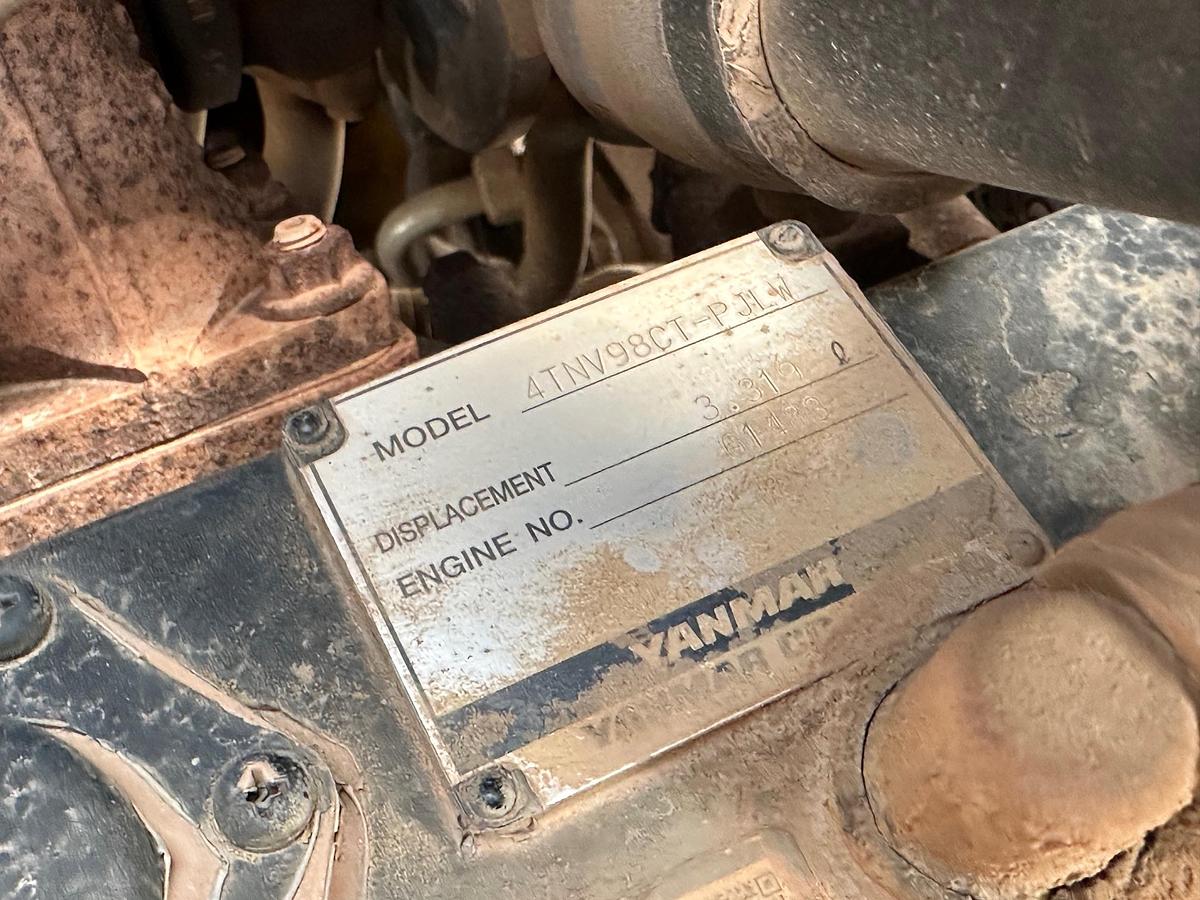 MODEL 4TNV98CT-PJLW
DISPLACEMENT 3.319 ℓ
ENGINE NO.
YANMAR